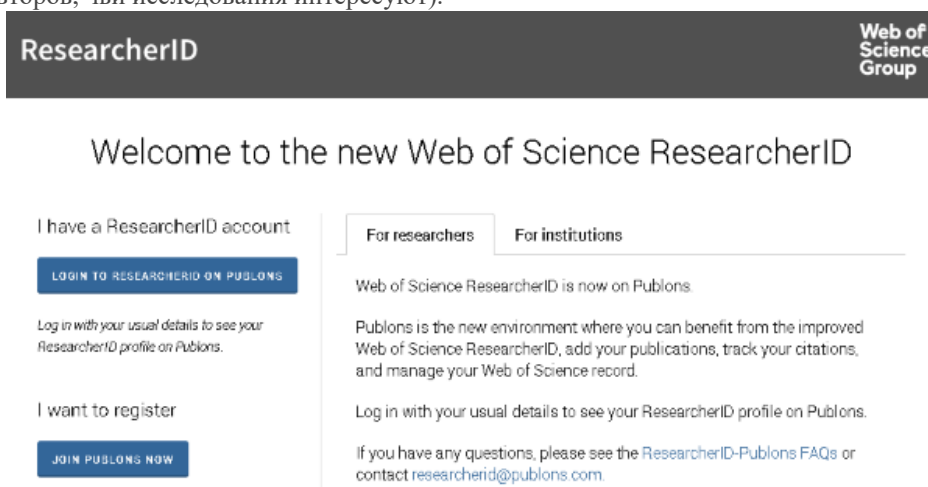 второв, чьи исследования интересуют).
ResearcherID
Web of
Science
Group
Welcome to the new Web of Science ResearcherID
I have a ResearcherID account
LOGIN TO RESEARCHERID ON PUBLONS
Log in with your usual details to see your
ResearcherID profile on Publons.
I want to register
JOIN PUBLONS NOW
For researchers
For institutions
Web of Science ResearcherID is now on Publons.
Publons is the new environment where you can benefit from the improved
Web of Science ResearcherID, add your publications, track your citations,
and manage your Web of Science record.
Log in with your usual details to see your ResearcherID profile on Publons.
If you have any questions, please see the ResearcherID-Publons FAQs or
contact researcherid@publons.com.